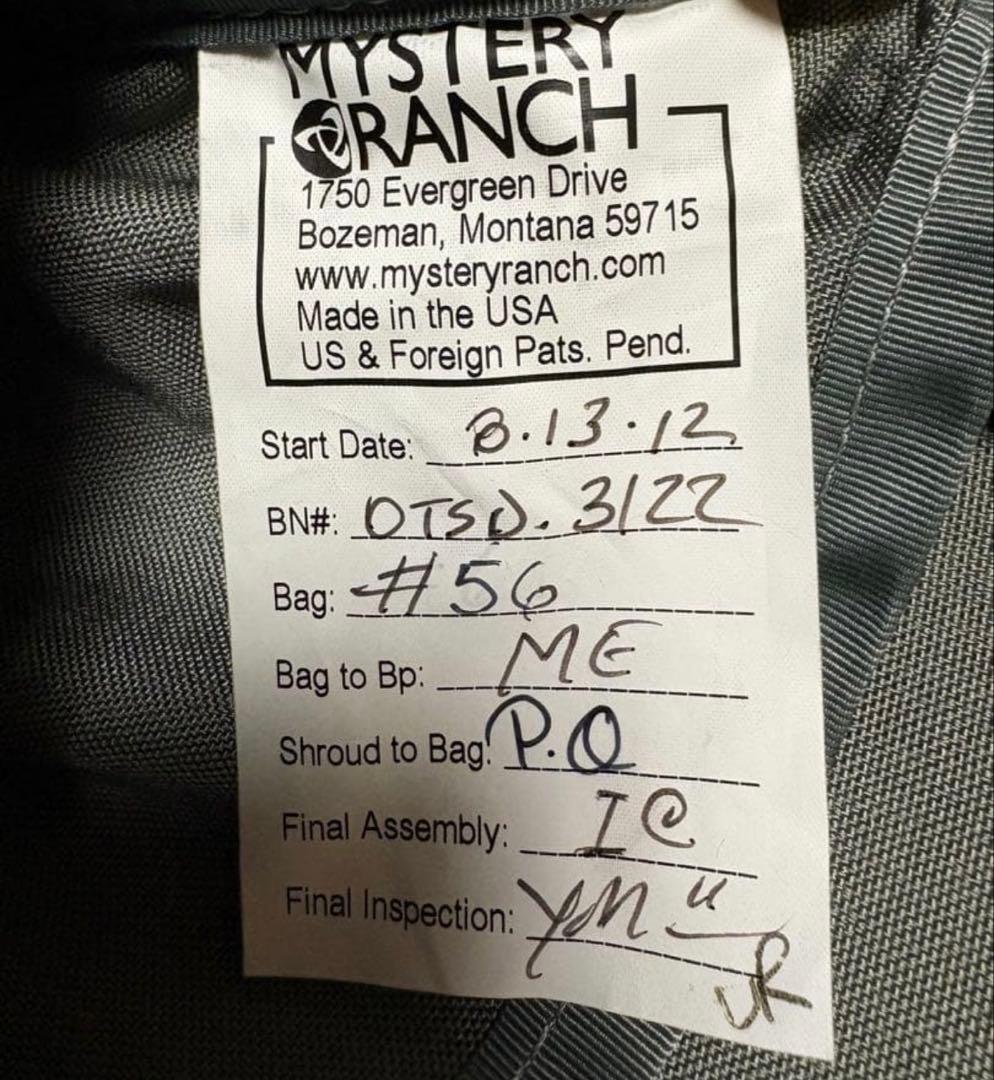 MYSTERY
RANCH
1750 Evergreen Drive
Bozeman, Montana 59715
www.mysteryranch.com
Made in the USA
US & Foreign Pats. Pend.
Start Date: 8.13.12
BN#: OTSD.3122
Bag: #56
Bag to Bp: ME
Shroud to Bag: P.O
Final Assembly: IC
Final Inspection: YM